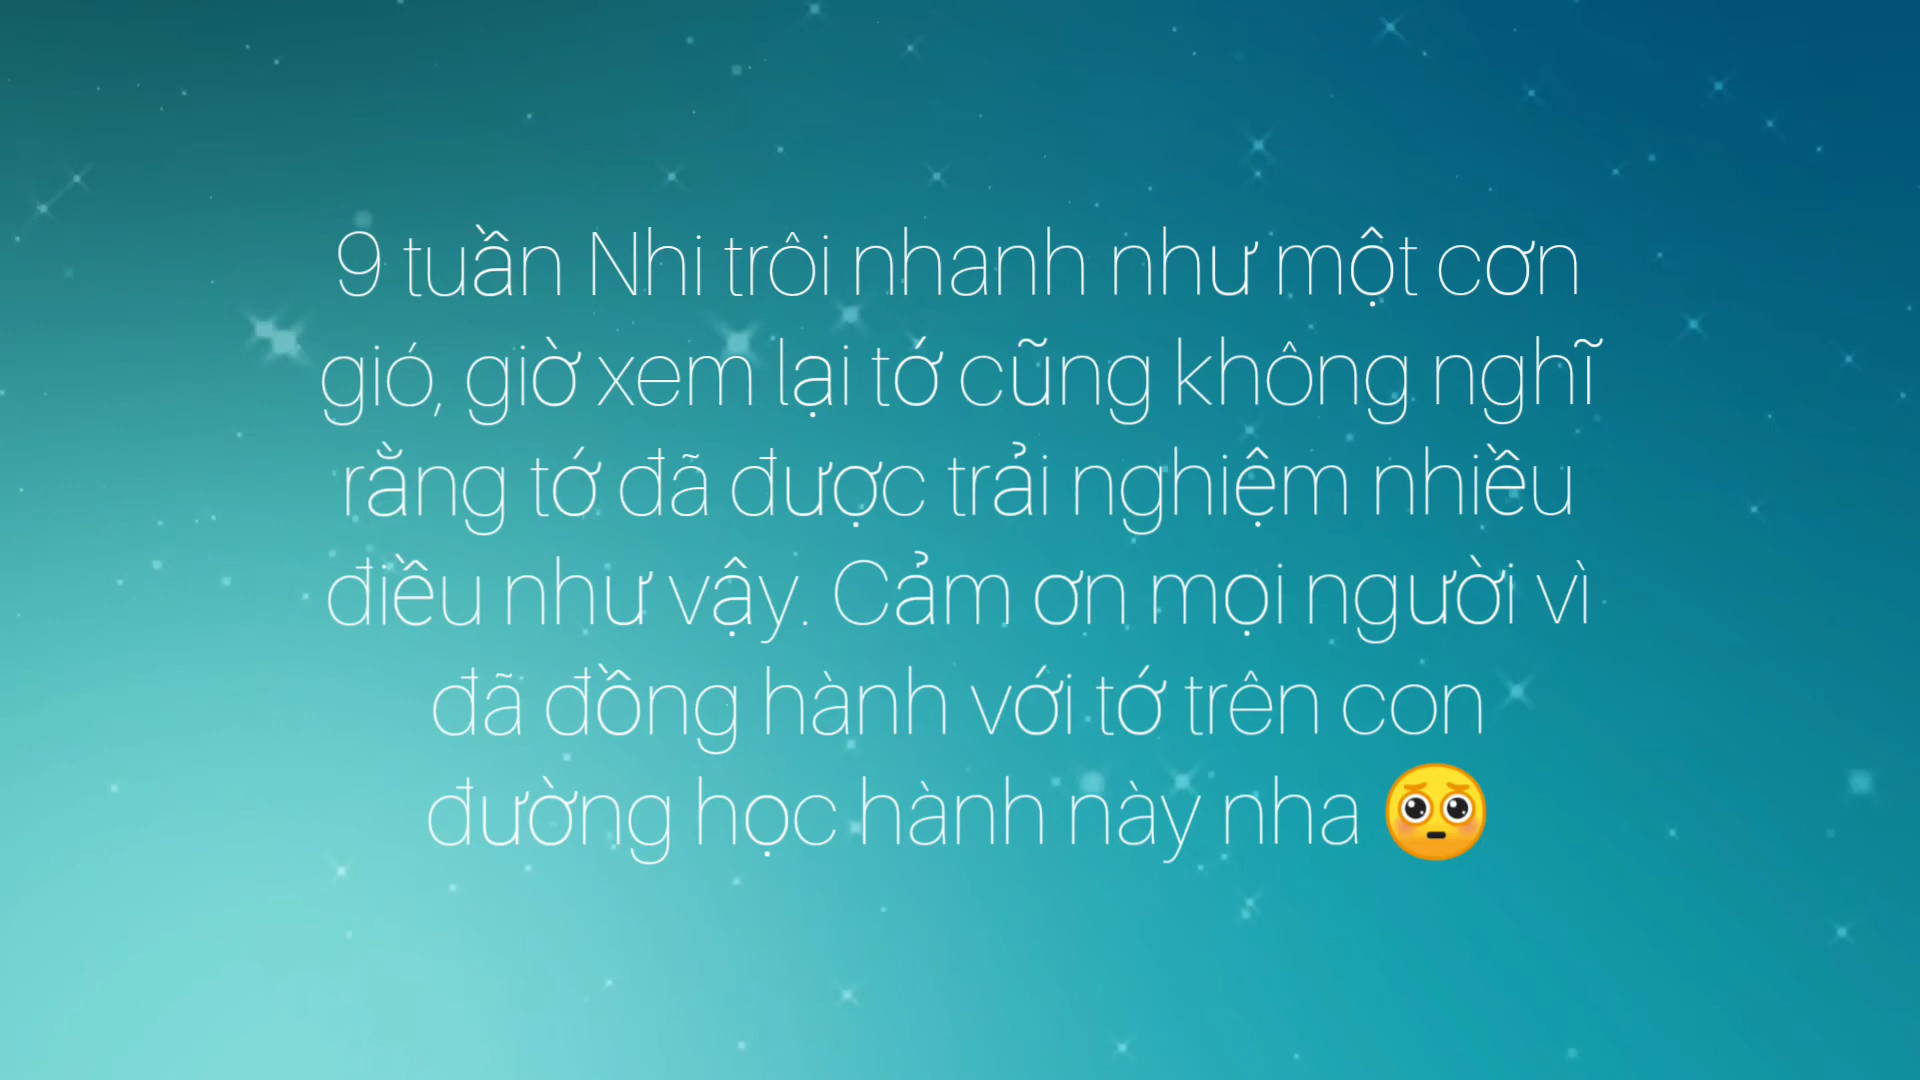 9 tuần Nhi trôi nhanh như một cơn
gió, giờ xem lại tớ cũng không nghĩ
rằng tớ đã được trải nghiệm nhiều
điều như vậy. Cảm ơn mọi người vì
đã đồng hành với tớ trên con
đường học hành này nha 🥺